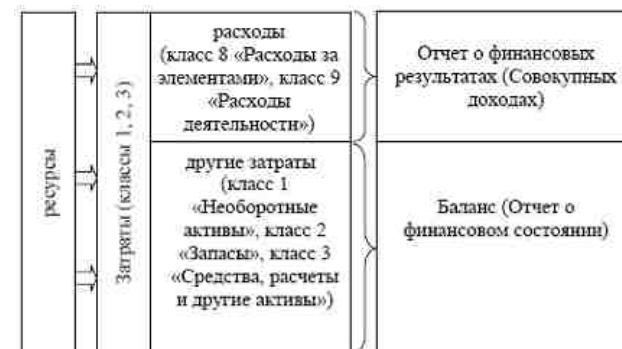 ресурсы
Затраты (классы 1, 2, 3)
расходы
(класс 8 «Расходы за
элементами», класс 9
«Расходы
деятельности»)
Отчет о финансовых
результатах (Совокупных
доходах)
другие затраты
(класс 1
«Необоротные
активы», класс 2
«Запасы», класс 3
«Средства, расчеты
и другие активы»)
Баланс (Отчет о
финансовом состоянии)